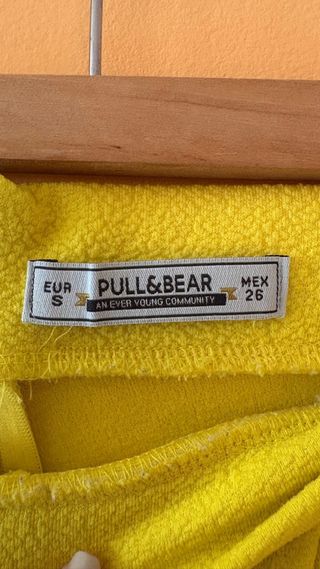 EUR
S
PULL&BEAR
AN EVER YOUNG COMMUNITY
MEX
26